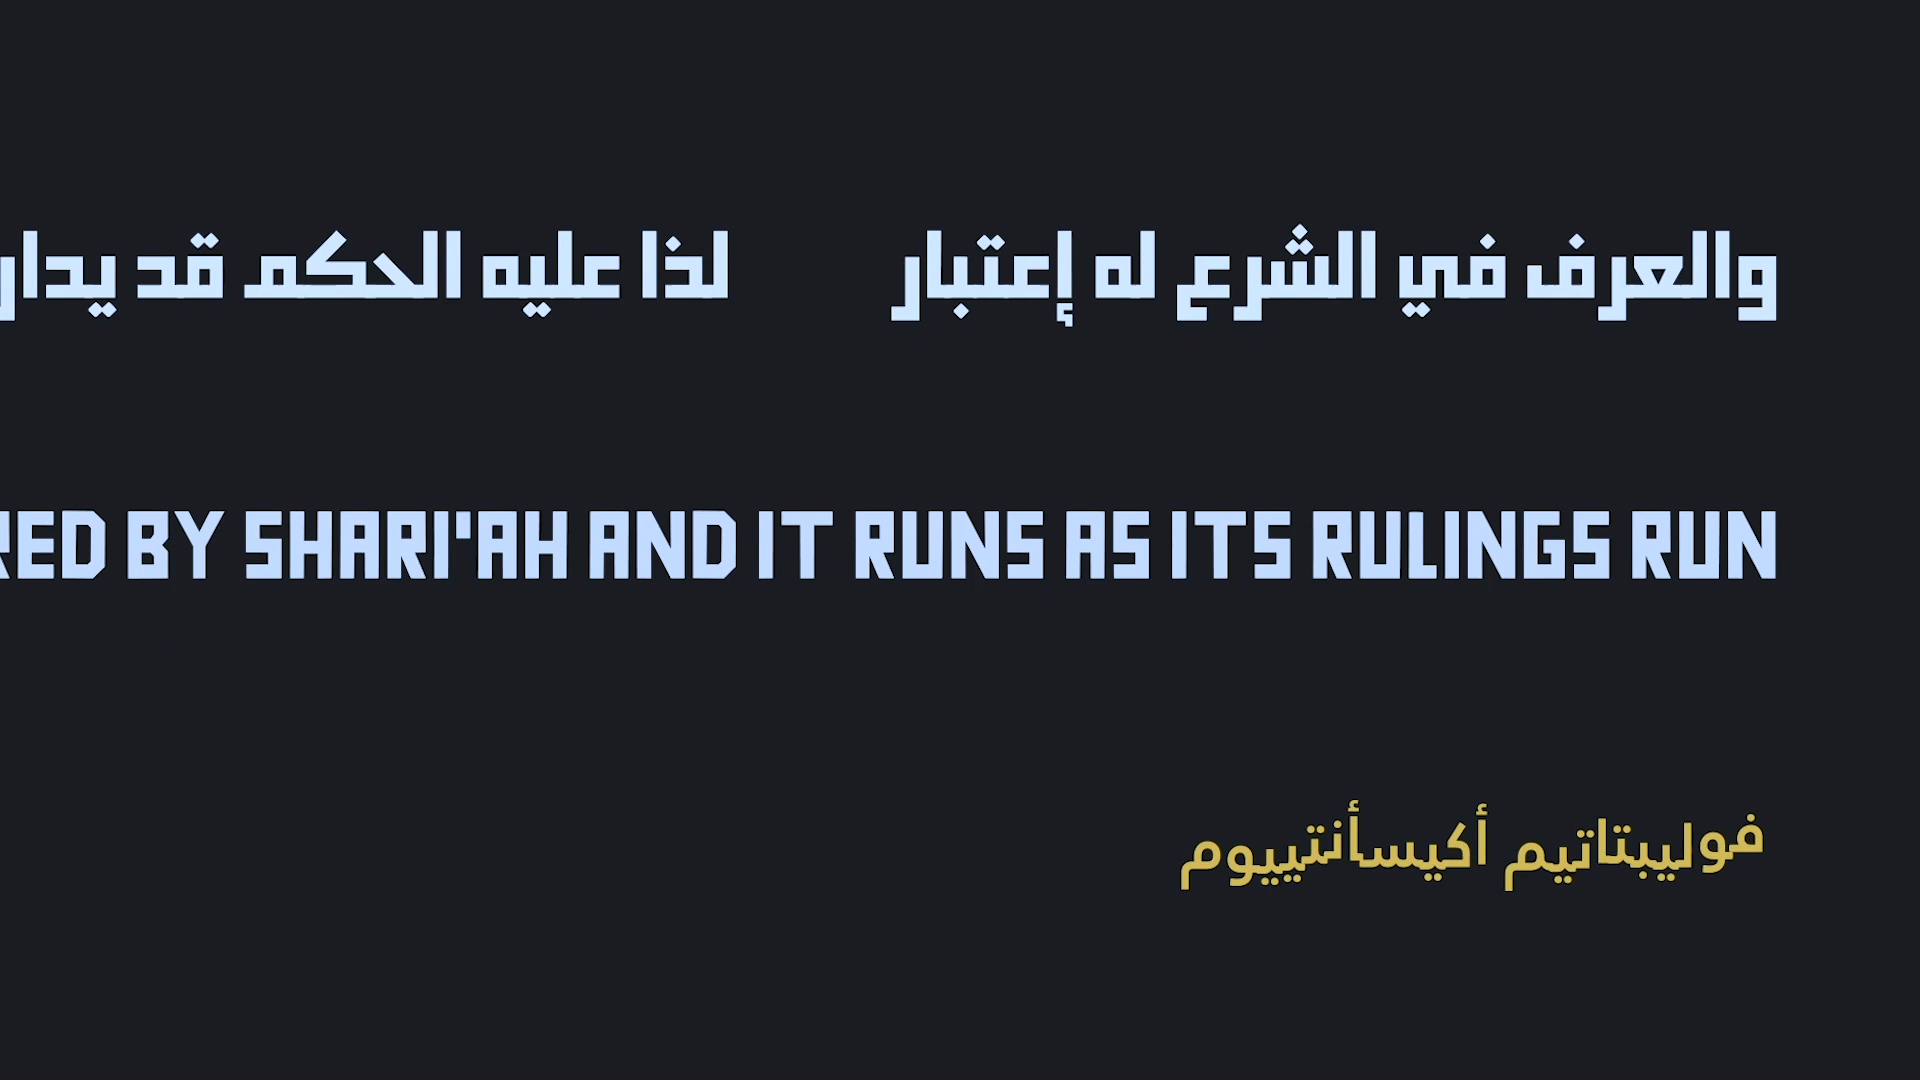 والعرف في الشرع له إعتبار لذا عليه الحكم قد يدار
BY SHARI'AH AND IT RUNS AS ITS RULINGS RUN
فوليبتاتيم أكيسأنتييوم